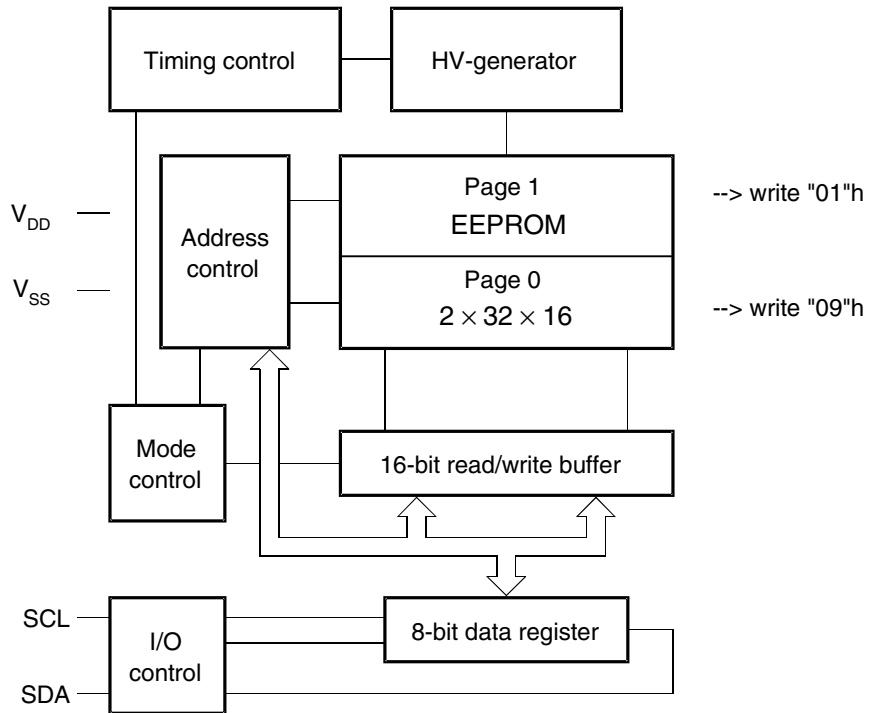 Timing control
HV-generator
Page 1
EEPROM
--> write "01"h
V_DD
Address
control
V_SS
Page 0
2 × 32 × 16
--> write "09"h
Mode
control
16-bit read/write buffer
SCL
I/O
control
8-bit data register
SDA